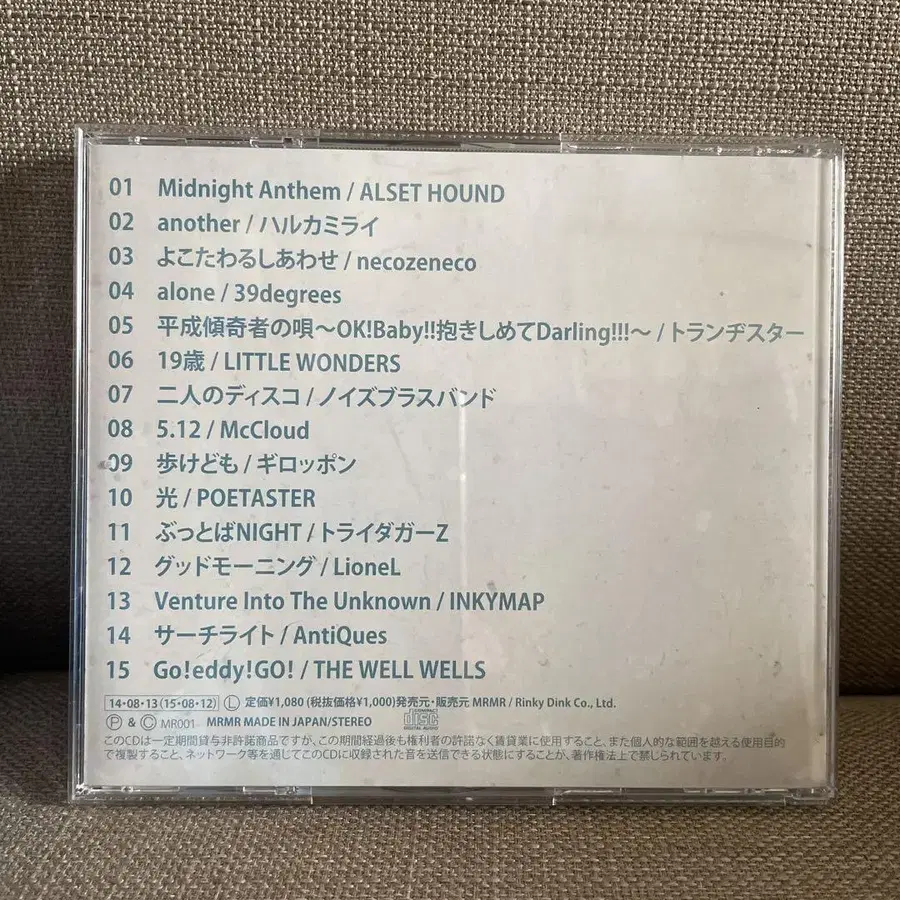 01 Midnight Anthem / ALSET HOUND
02 another / ハルカミライ
03 よこたわるしあわせ / necozeneco
04 alone / 39degrees
05 平成傾奇者の唄～OK!Baby!!抱きしめてDarling!!!～ / トランヂスター
06 19歳 / LITTLE WONDERS
07 二人のディスコ / ノイズブラスバンド
08 5.12 / McCloud
09 歩けども / ギロッポン
10 光 / POETASTER
11 ぶっとばNIGHT / トライダガーZ
12 グッドモーニング / LioneL
13 Venture Into The Unknown / INKYMAP
14 サーチライト / AntiQues
15 Go!eddy!GO! / THE WELL WELLS
14・08・13 (15・08・12) Ⓛ 定価¥1,080 (税抜価格¥1,000)発売元・販売元 MRMR / Rinky Dink Co., Ltd.
Ⓟ & Ⓒ MR001 MRMR MADE IN JAPAN/STEREO COMPACT disc DIGITAL AUDIO
このCDは一定期間貸与非許諾商品ですが、この期間経過後も権利者の許諾なく賃貸業に使用すること、また個人的な範囲を越える使用目的
で複製すること、ネットワーク等を通じてこのCDに収録された音を送信できる状態にすることが、著作権法上で禁じられています。